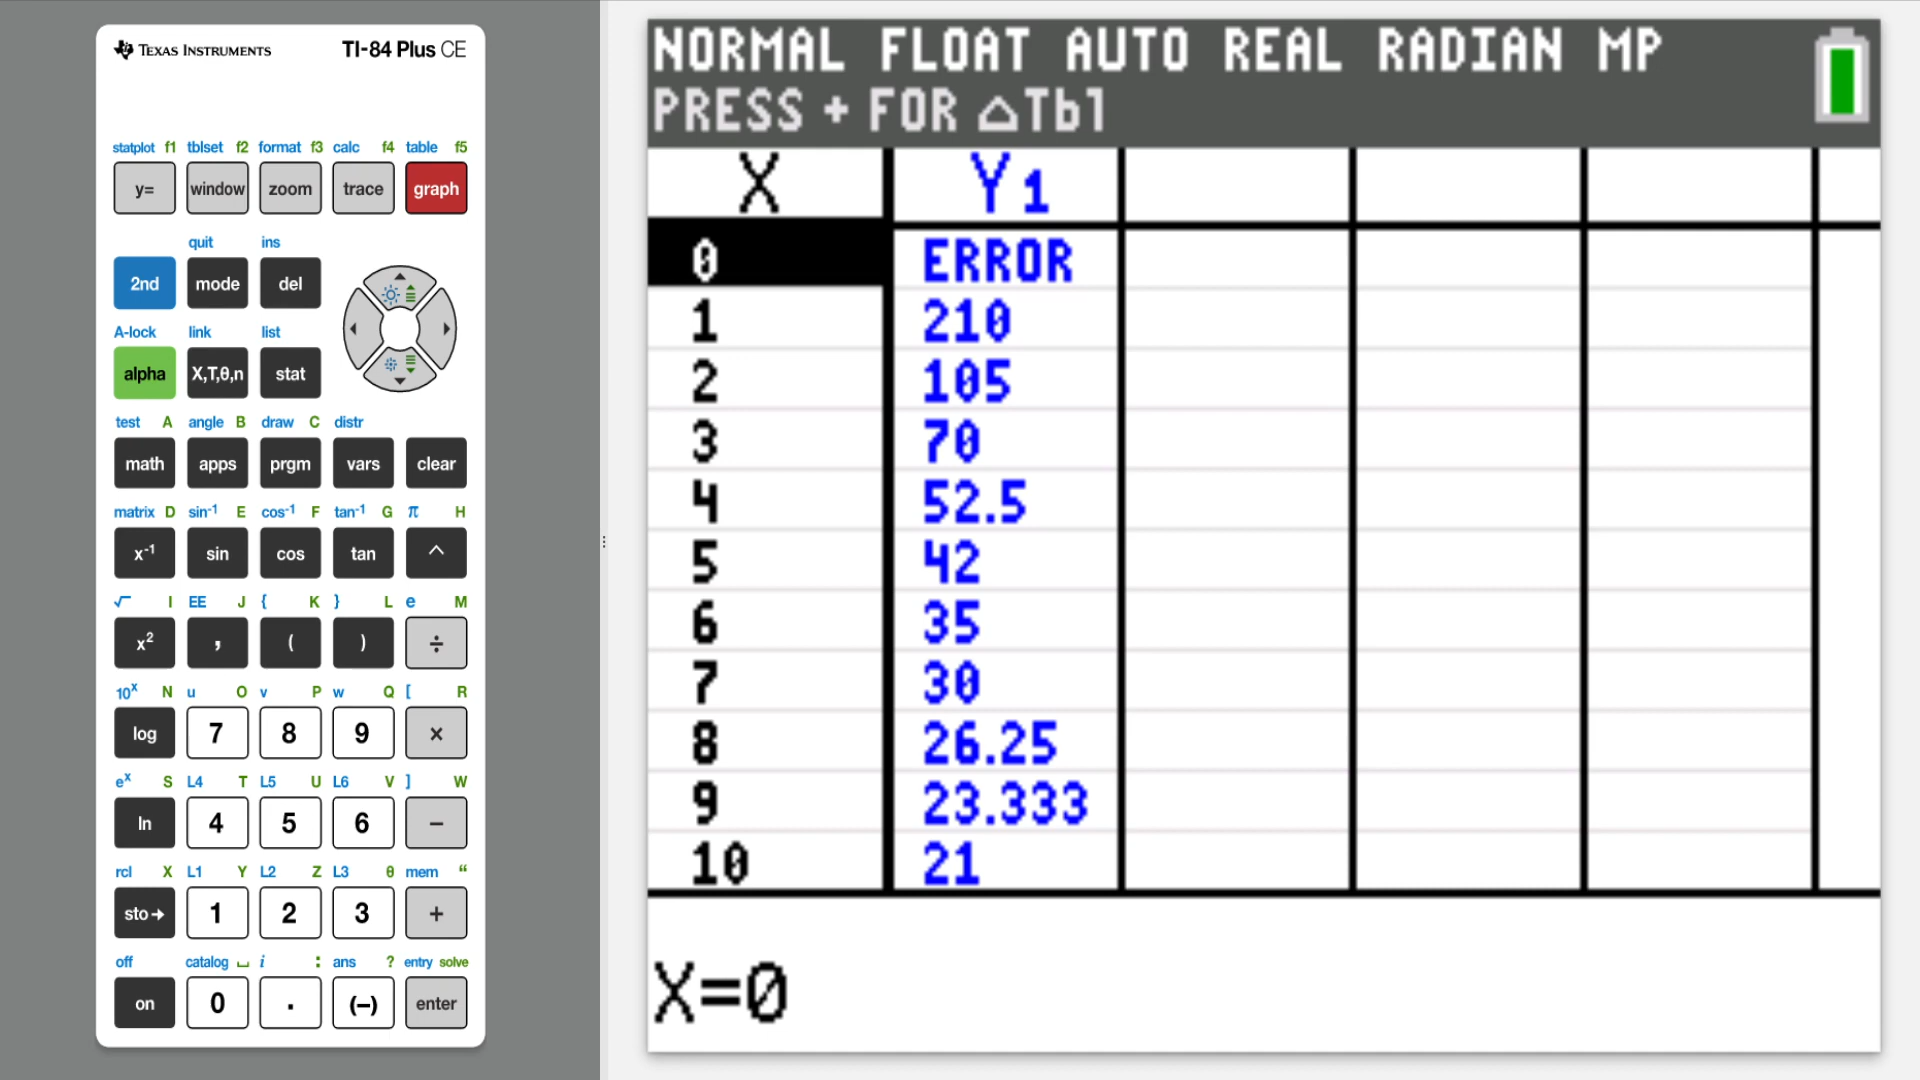 TEXAS INSTRUMENTS TI-84 Plus CE
statplot f1 tblset f2 format f3 calc f4 table f5
y= window zoom trace graph
quit ins
2nd mode del
A-lock link list
alpha X,T,θ,n stat
test A angle B draw C distr
math apps prgm vars clear
matrix D sin⁻¹ E cos⁻¹ F tan⁻¹ G π H
x⁻¹ sin cos tan ^
√ I EE J { K } L e M
x² , ( ) ÷
10ˣ N u O v P w Q [ R
log 7 8 9 ×
eˣ S L4 T L5 U L6 V ] W
ln 4 5 6 −
rcl X L1 Y L2 Z L3 θ mem “
sto→ 1 2 3 +
off catalog ⎵ i : ans ? entry solve
on 0 . (–) enter
NORMAL FLOAT AUTO REAL RADIAN MP
PRESS + FOR △Tbl
X Y1
0 ERROR
1 210
2 105
3 70
4 52.5
5 42
6 35
7 30
8 26.25
9 23.333
10 21
X=0